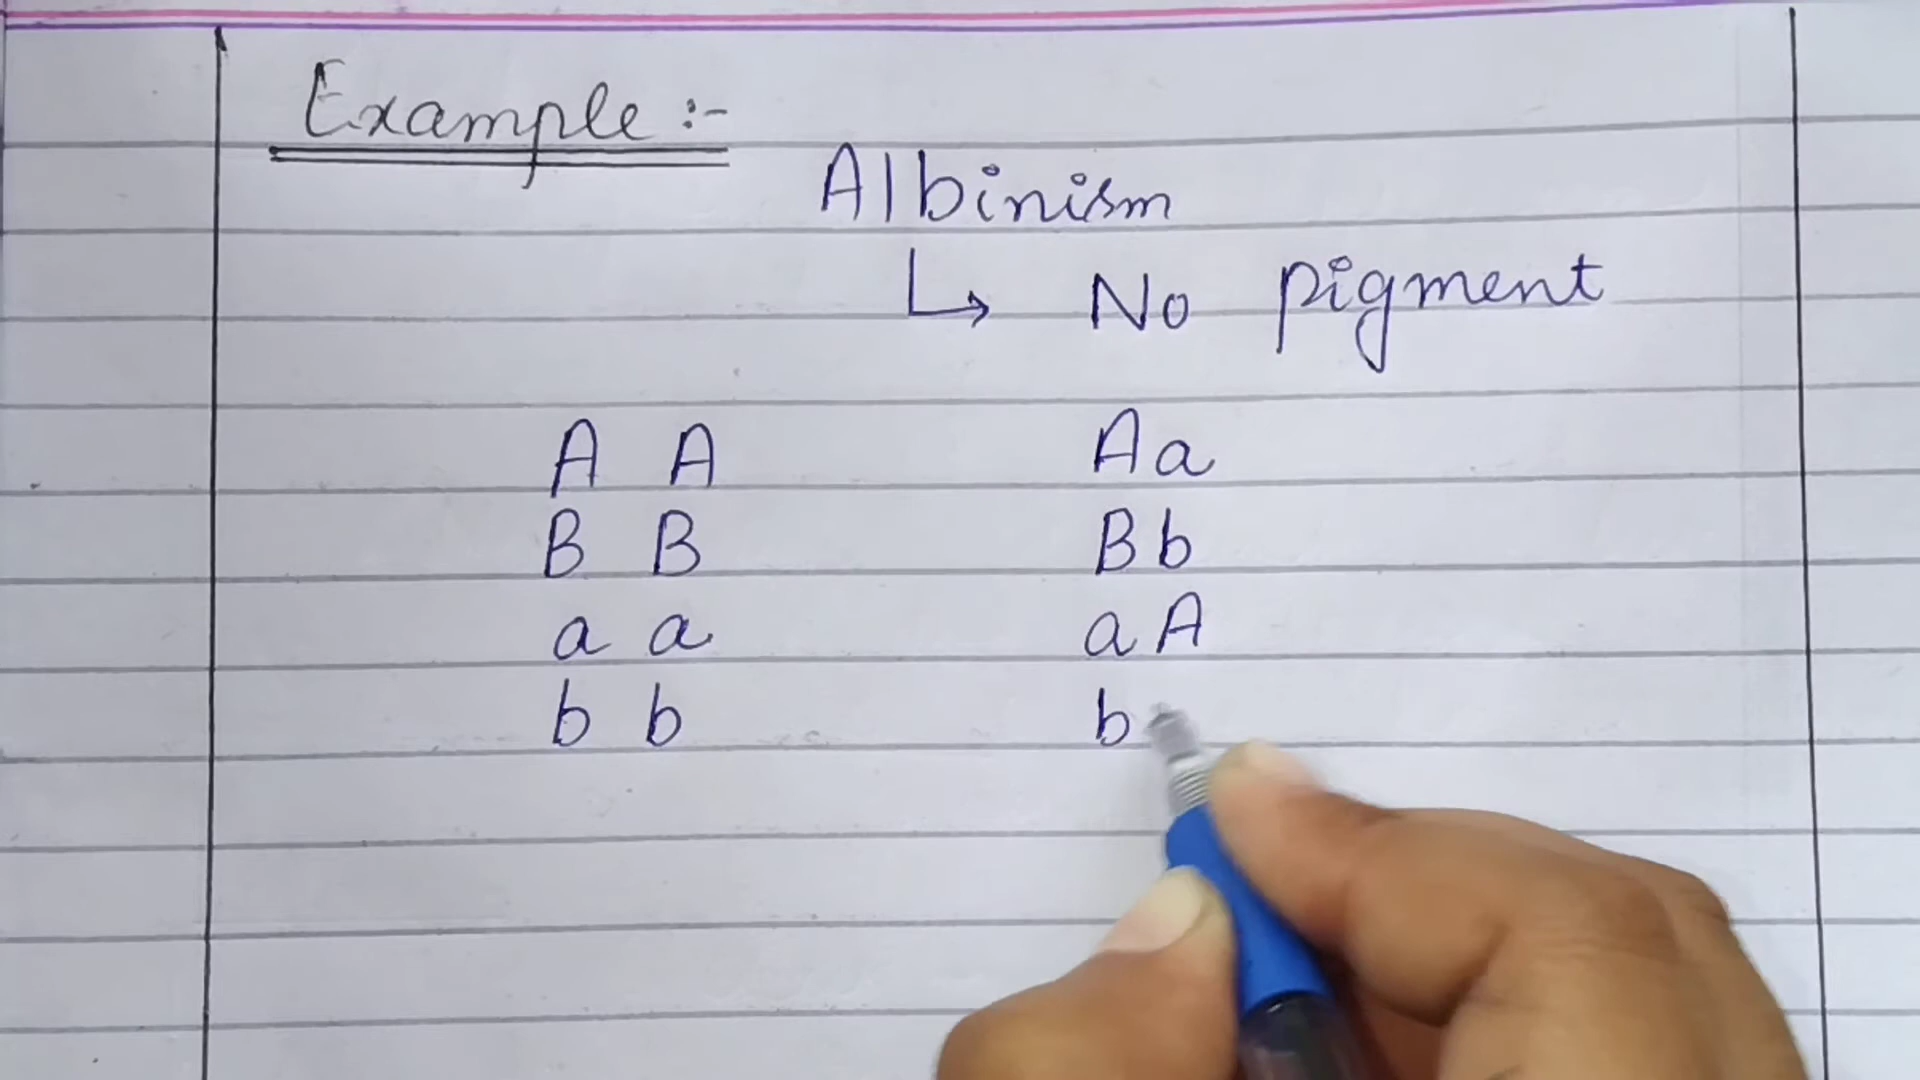 Example :-
Albinism
↳ No pigment
A A Aa
B B Bb
a a aA
b b b